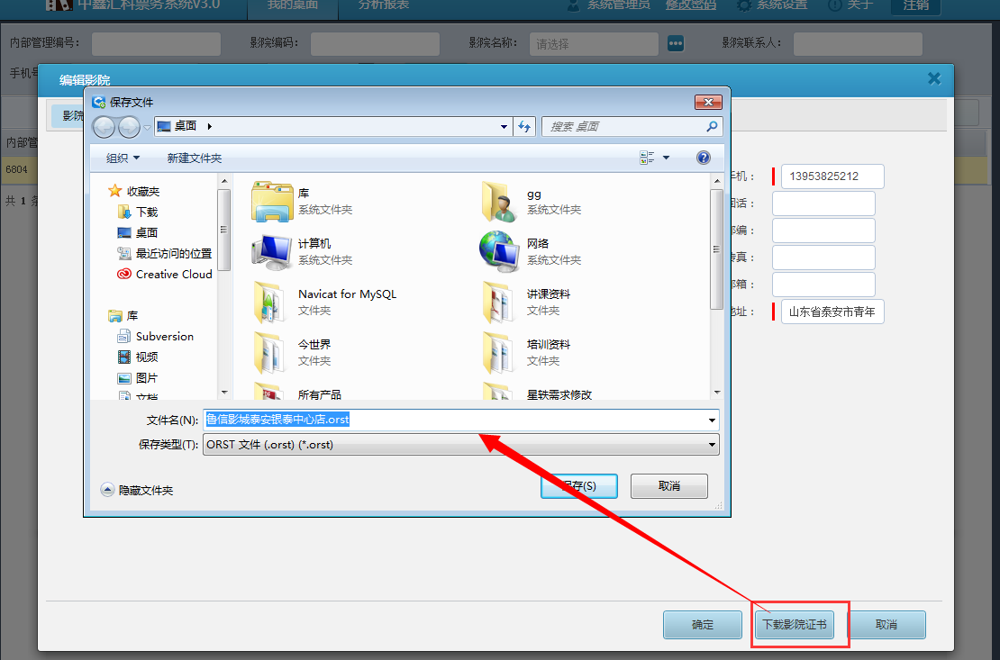 中鑫汇科票务系统V3.0 我的桌面 分析报表 系统管理员 修改密码 系统设置 关于 注销
内部管理编号： 影院编码： 影院名称： 请选择 影院联系人：
手机号
编辑影院
影院
内部管
6804
共 1 条
保存文件
桌面
搜索 桌面
组织 新建文件夹
收藏夹
下载
桌面
最近访问的位置
Creative Cloud
库
Subversion
视频
图片
文档
库
系统文件夹
gg
系统文件夹
计算机
系统文件夹
网络
系统文件夹
Navicat for MySQL
文件夹
讲课资料
文件夹
今世界
文件夹
培训资料
文件夹
所有产品
星轶需求修改
文件名(N): 鲁信影城泰安银泰中心店.orst
保存类型(T): ORST 文件 (.orst) (*.orst)
隐藏文件夹
保存(S) 取消
手机： 13953825212
固话：
邮编：
传真：
邮箱：
地址： 山东省泰安市青年
确定 下载影院证书 取消